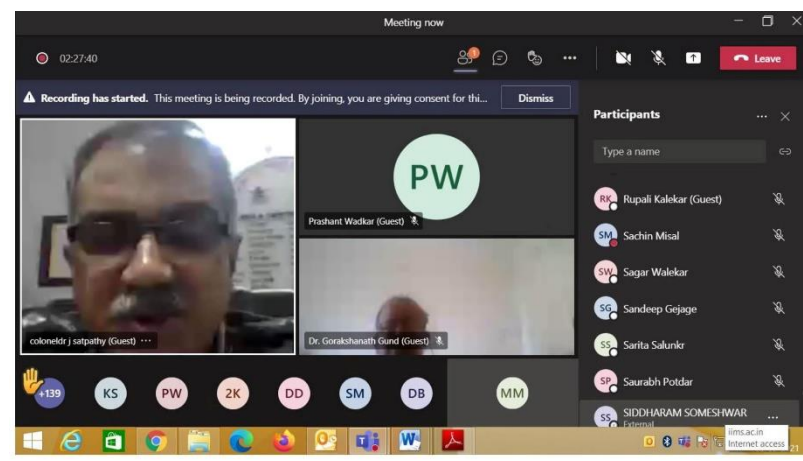 Meeting now
02:27:40
1
Leave
Recording has started. This meeting is being recorded. By joining, you are giving consent for thi...
Dismiss
Participants
Type a name
PW
Prashant Wadkar (Guest)
coloneldr j satpathy (Guest) ...
Dr. Gorakshanath Gund (Guest)
RK Rupali Kalekar (Guest)
SM Sachin Misal
SW Sagar Walekar
SG Sandeep Gejage
SS Sarita Salunkr
SP Saurabh Potdar
SS SIDDHARAM SOMESHWAR ...
External
+139
KS
PW
2K
DD
SM
DB
MM
iims.ac.in
Internet access
21